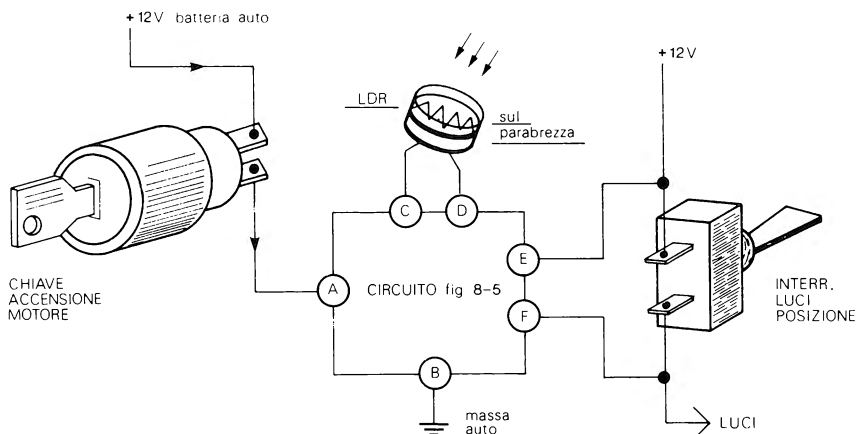 +12V batteria auto
+12V
LDR
sul
parabrezza
C
D
E
A
CIRCUITO fig 8-5
F
B
CHIAVE
ACCENSIONE
MOTORE
INTERR.
LUCI
POSIZIONE
massa
auto
LUCI